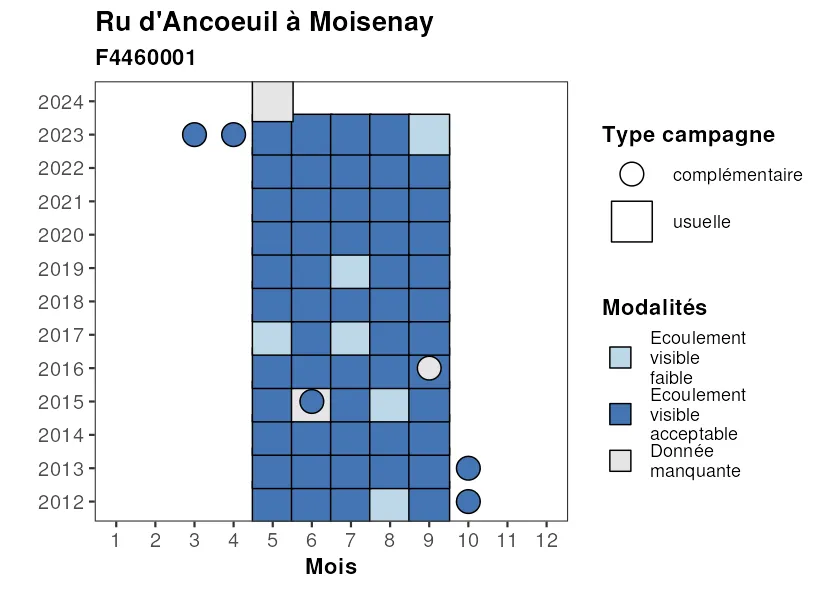 Ru d'Ancoeuil à Moisenay
F4460001
2024
2023
2022
2021
2020
2019
2018
2017
2016
2015
2014
2013
2012
1 2 3 4 5 6 7 8 9 10 11 12
Mois
Type campagne
complémentaire
usuelle
Modalités
Ecoulement
visible
faible
Ecoulement
visible
acceptable
Donnée
manquante